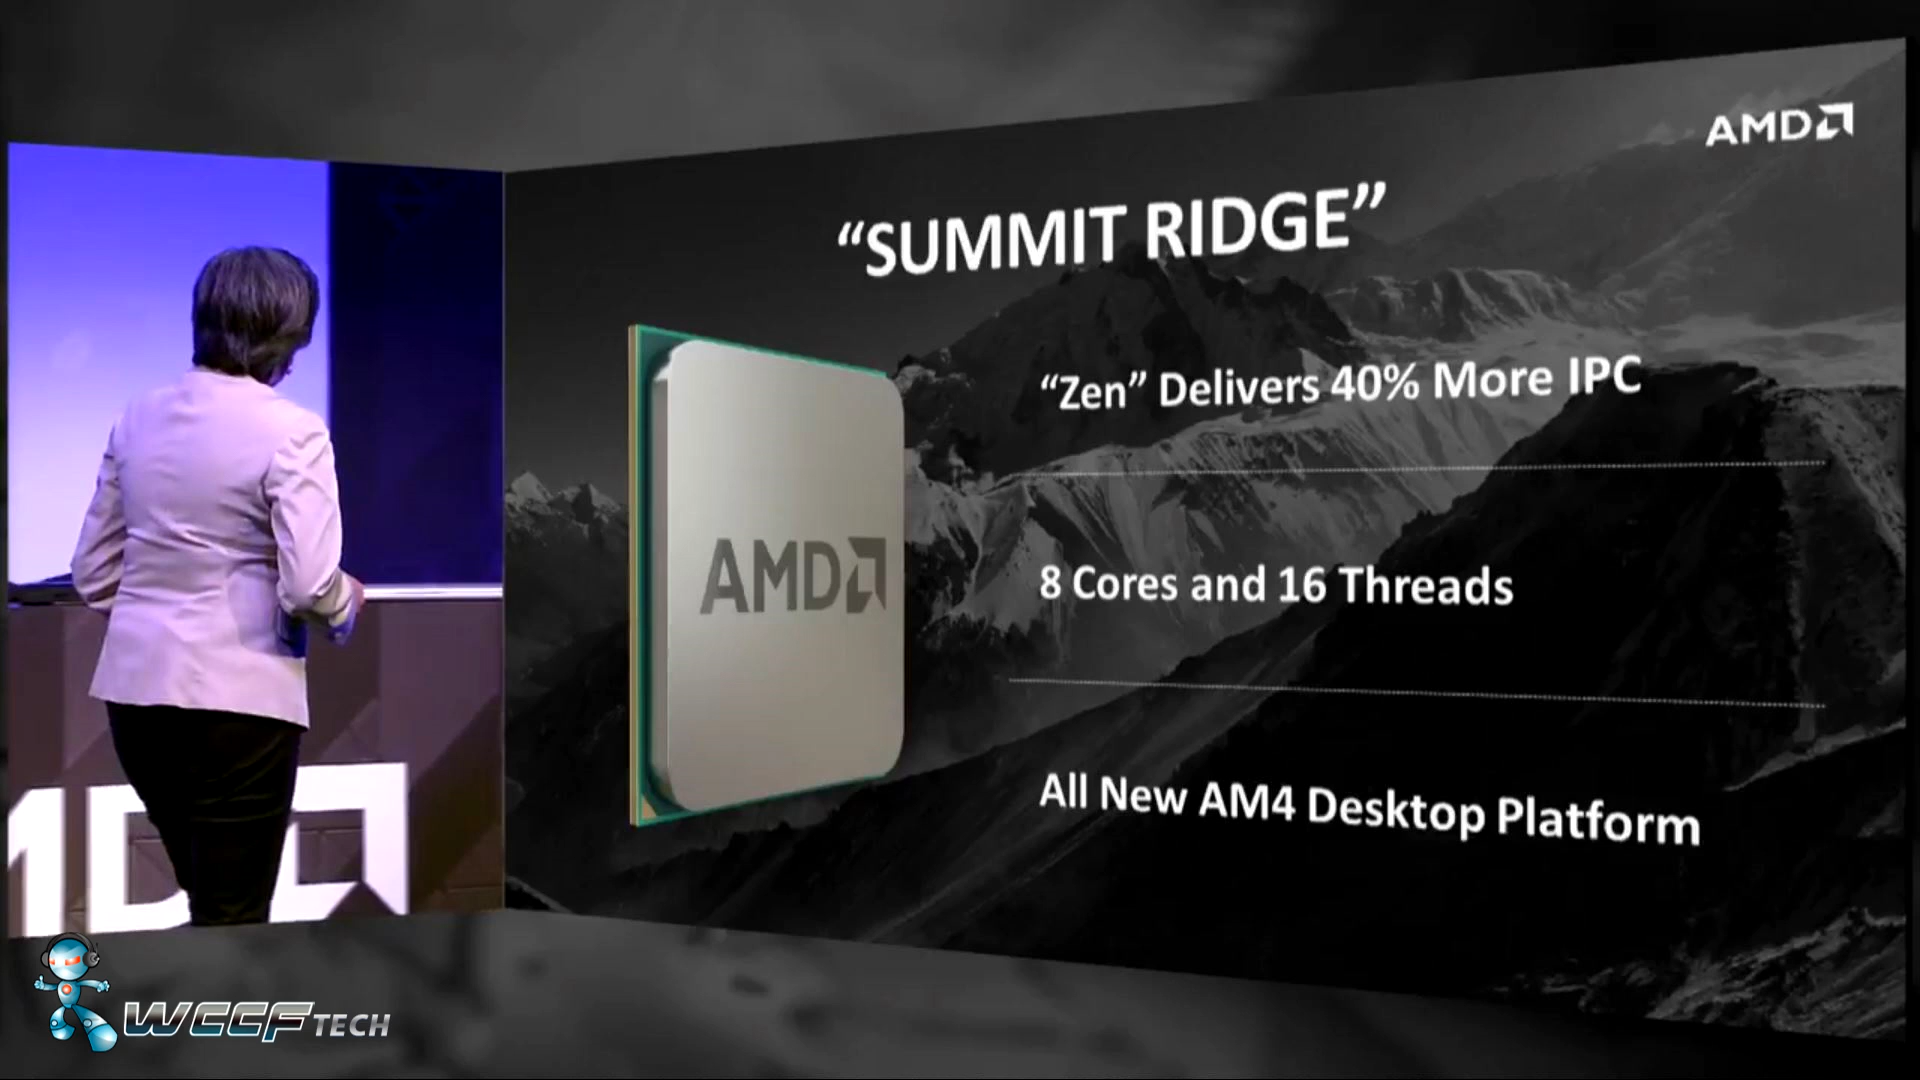 AMD
“SUMMIT RIDGE”
“Zen” Delivers 40% More IPC
AMD
8 Cores and 16 Threads
All New AM4 Desktop Platform
MD
WCCFTECH